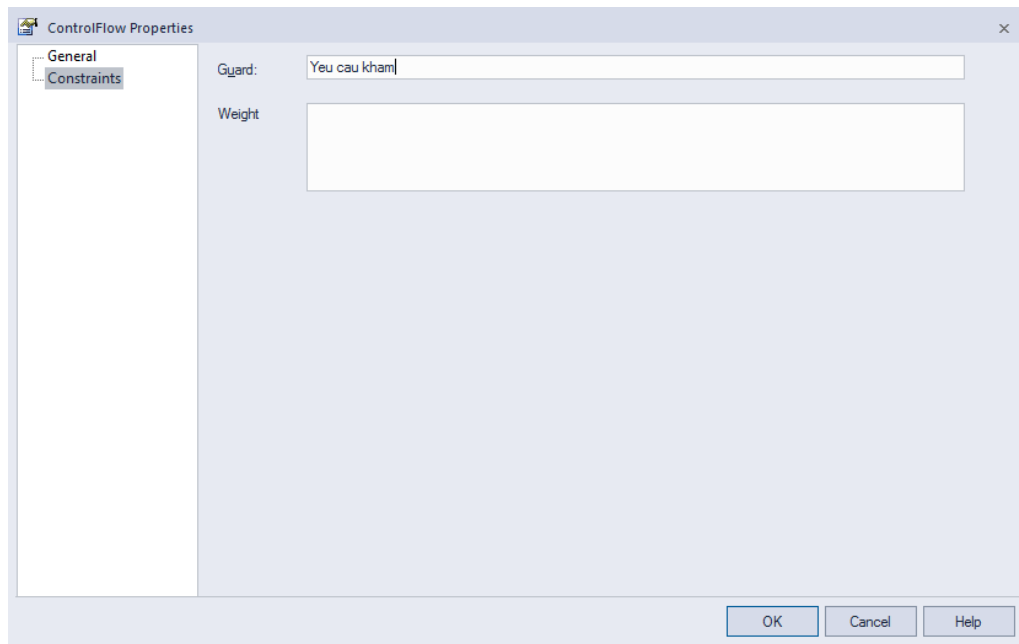 ControlFlow Properties
General
Constraints
Guard: Yeu cau kham
Weight
OK Cancel Help